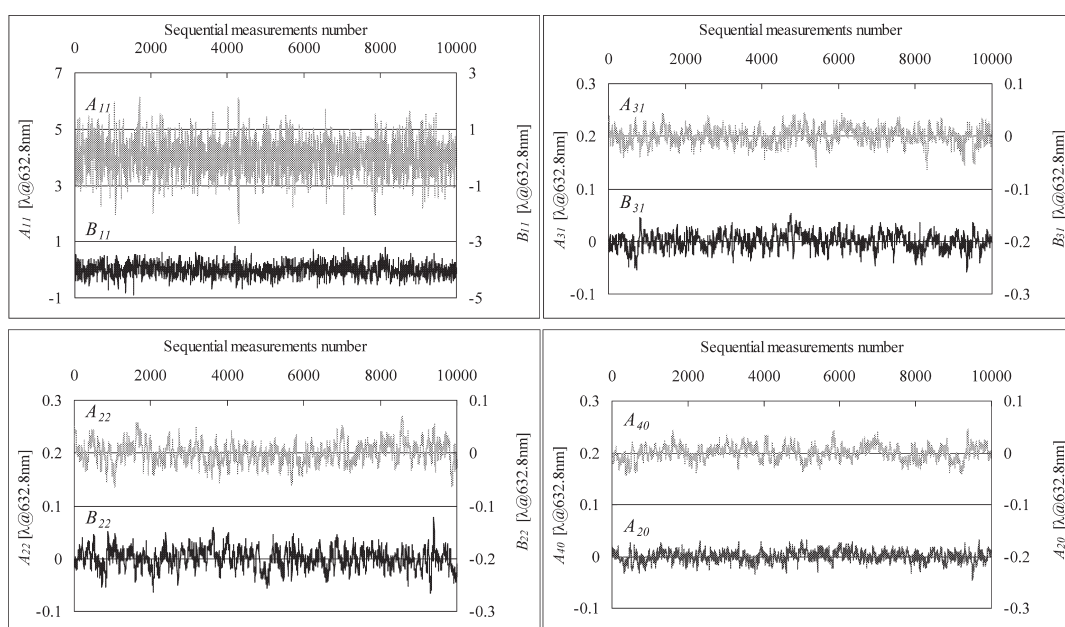 Sequential measurements number
0 2000 4000 6000 8000 10000
7 3
A11
5 1
3 -1
B11
1 -3
-1 -5
A11 [λ@632.8nm]
B11 [λ@632.8nm]
Sequential measurements number
0 2000 4000 6000 8000 10000
0.3 0.1
A31
0.2 0
0.1 -0.1
B31
0 -0.2
-0.1 -0.3
A31 [λ@632.8nm]
B31 [λ@632.8nm]
Sequential measurements number
0 2000 4000 6000 8000 10000
0.3 0.1
A22
0.2 0
0.1 -0.1
B22
0 -0.2
-0.1 -0.3
A22 [λ@632.8nm]
B22 [λ@632.8nm]
Sequential measurements number
0 2000 4000 6000 8000 10000
0.3 0.1
A40
0.2 0
0.1 -0.1
A20
0 -0.2
-0.1 -0.3
A40 [λ@632.8nm]
A20 [λ@632.8nm]